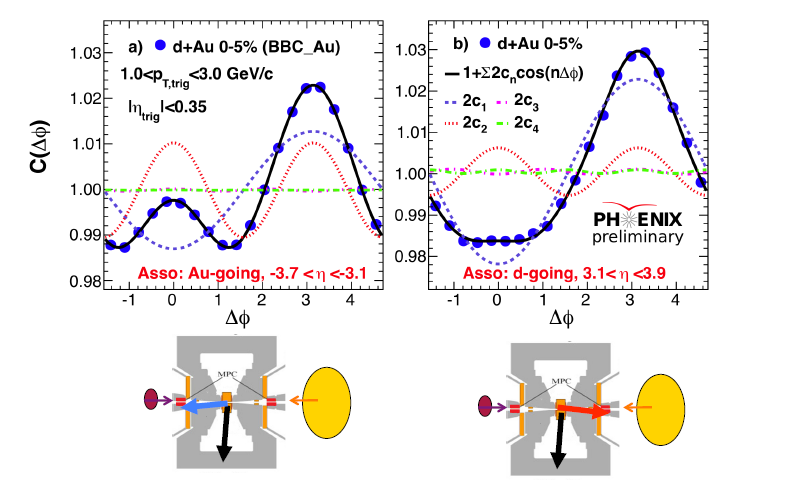 a) d+Au 0-5% (BBC_Au)
1.0<p_T,trig<3.0 GeV/c
|η_trig|<0.35
C(Δϕ)
1.03
1.02
1.01
1.00
0.99
0.98
Asso: Au-going, -3.7 < η <-3.1
-1 0 1 2 3 4
Δϕ
b) d+Au 0-5%
1+Σ2c_n cos(nΔϕ)
2c_1 2c_3
2c_2 2c_4
1.03
1.02
1.01
1.00
0.99
0.98
PHENIX
preliminary
Asso: d-going, 3.1< η <3.9
-1 0 1 2 3 4
Δϕ
MPC
MPC